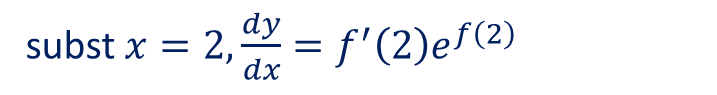 subst x = 2, dy/dx = f′(2)e^f(2)